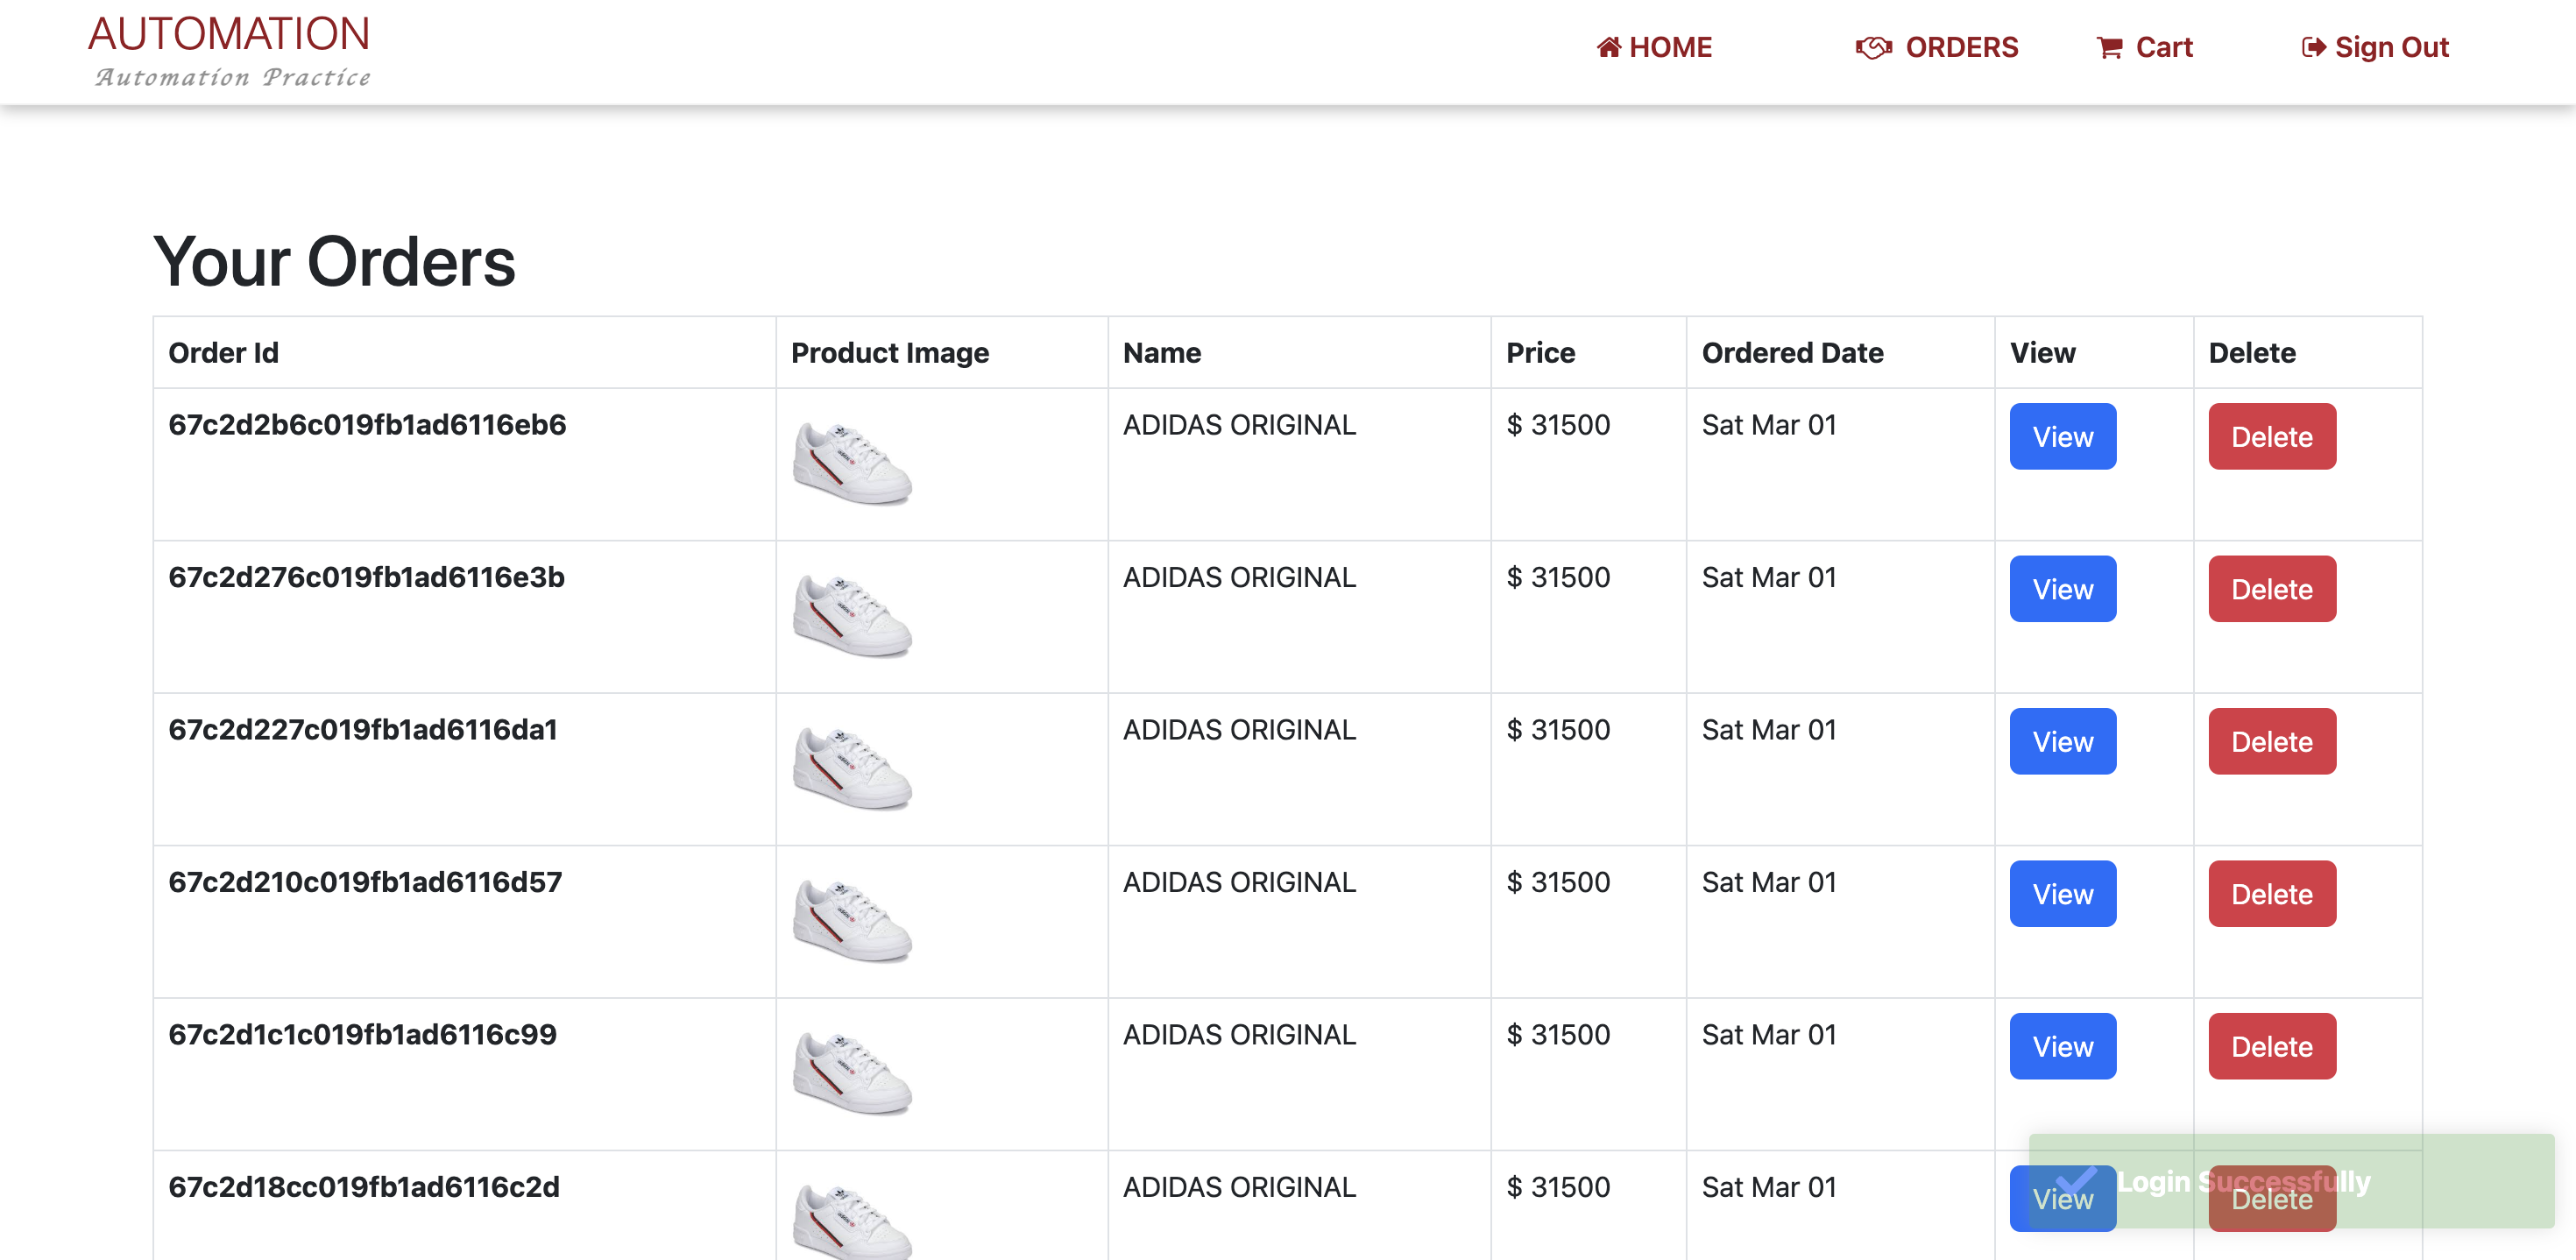 AUTOMATION
Automation Practice
HOME ORDERS Cart Sign Out
Your Orders
Order Id Product Image Name Price Ordered Date View Delete
67c2d2b6c019fb1ad6116eb6 ADIDAS ORIGINAL $ 31500 Sat Mar 01 View Delete
67c2d276c019fb1ad6116e3b ADIDAS ORIGINAL $ 31500 Sat Mar 01 View Delete
67c2d227c019fb1ad6116da1 ADIDAS ORIGINAL $ 31500 Sat Mar 01 View Delete
67c2d210c019fb1ad6116d57 ADIDAS ORIGINAL $ 31500 Sat Mar 01 View Delete
67c2d1c1c019fb1ad6116c99 ADIDAS ORIGINAL $ 31500 Sat Mar 01 View Delete
67c2d18cc019fb1ad6116c2d ADIDAS ORIGINAL $ 31500 Sat Mar 01 View Delete
Login Successfully